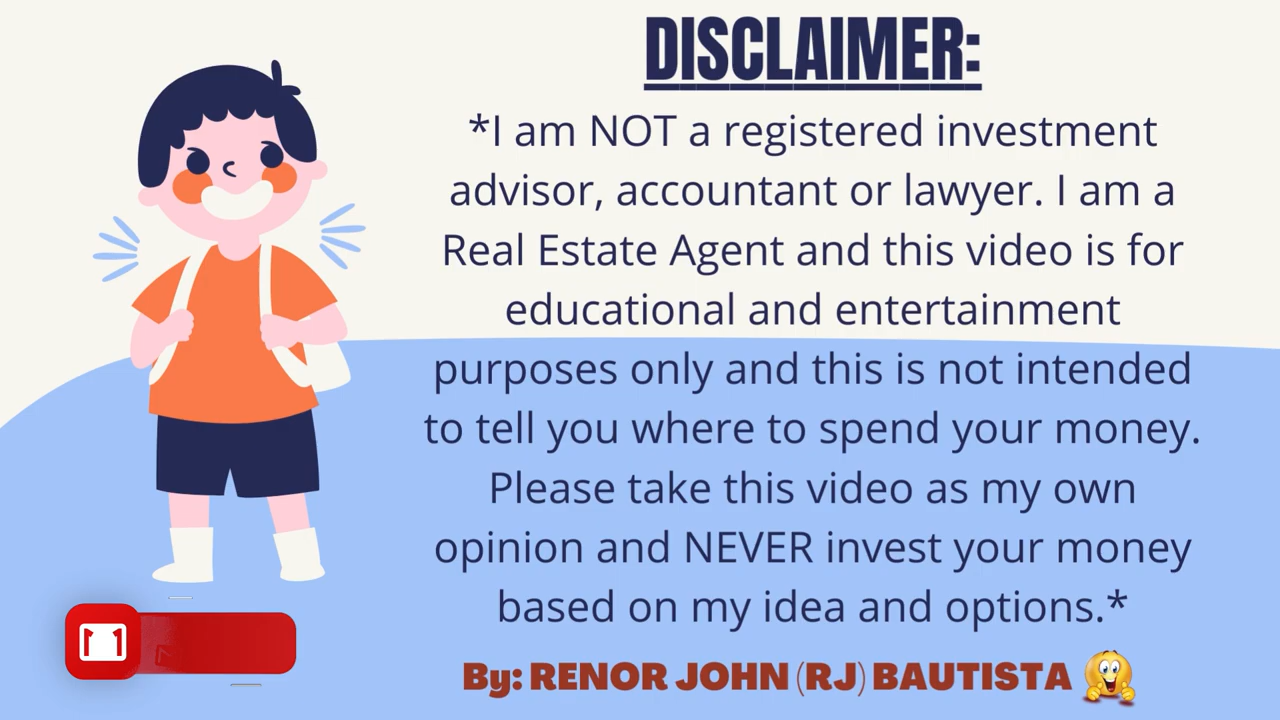 DISCLAIMER:
*I am NOT a registered investment
advisor, accountant or lawyer. I am a
Real Estate Agent and this video is for
educational and entertainment
purposes only and this is not intended
to tell you where to spend your money.
Please take this video as my own
opinion and NEVER invest your money
based on my idea and options.*
By: RENOR JOHN (RJ) BAUTISTA